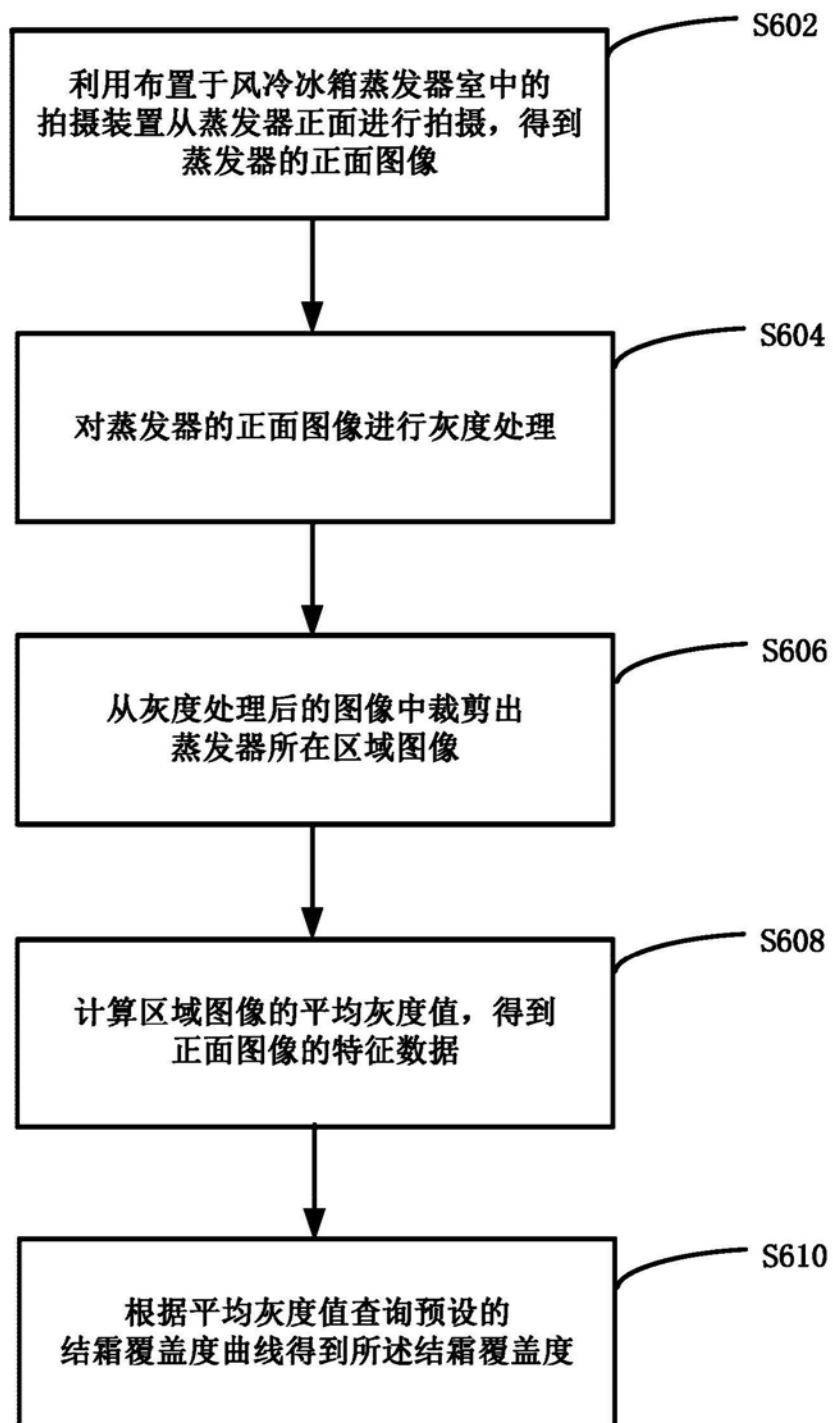 S602
利用布置于风冷冰箱蒸发器室中的
拍摄装置从蒸发器正面进行拍摄，得到
蒸发器的正面图像
S604
对蒸发器的正面图像进行灰度处理
S606
从灰度处理后的图像中裁剪出
蒸发器所在区域图像
S608
计算区域图像的平均灰度值，得到
正面图像的特征数据
S610
根据平均灰度值查询预设的
结霜覆盖度曲线得到所述结霜覆盖度